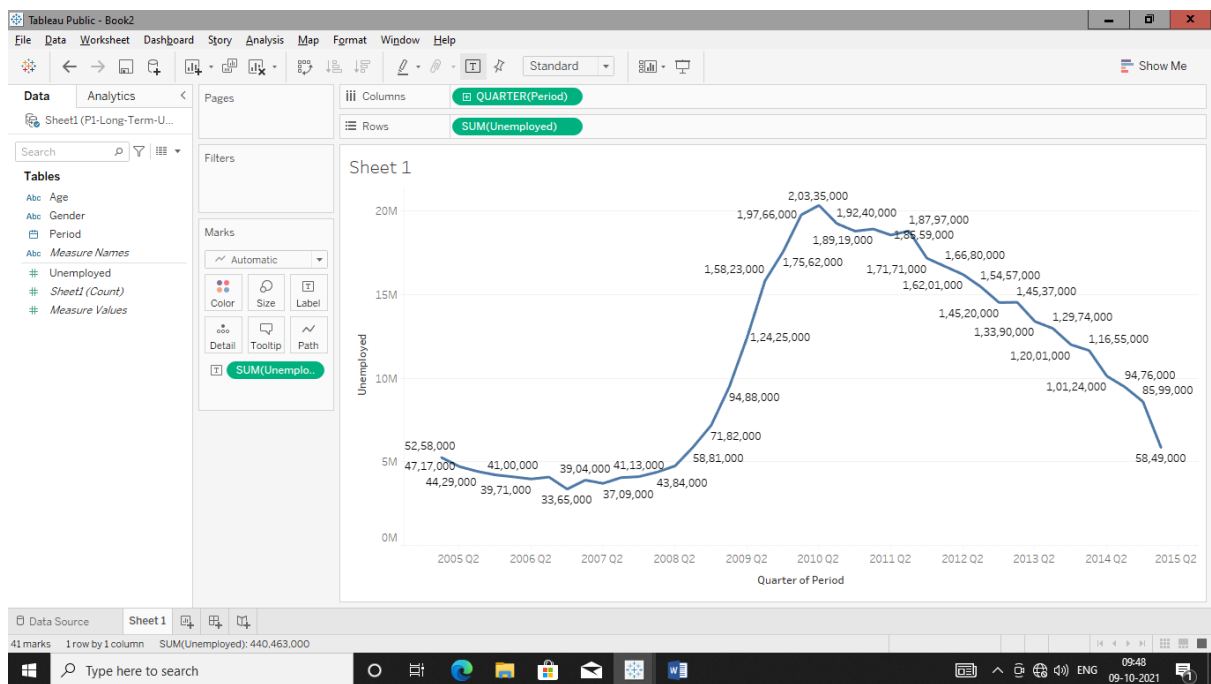 Tableau Public - Book2
File Data Worksheet Dashboard Story Analysis Map Format Window Help
Standard
Show Me
Data Analytics
Sheet1 (P1-Long-Term-U...
Search
Tables
Abc Age
Abc Gender
Period
Abc Measure Names
# Unemployed
# Sheet1 (Count)
# Measure Values
Pages
Filters
Marks
Automatic
Color Size Label
Detail Tooltip Path
SUM(Unemplo..
Columns QUARTER(Period)
Rows SUM(Unemployed)
Sheet 1
Unemployed
20M
15M
10M
5M
0M
52,58,000
47,17,000
44,29,000
41,00,000
39,71,000
33,65,000
39,04,000
37,09,000
41,13,000
43,84,000
58,81,000
71,82,000
94,88,000
1,24,25,000
1,58,23,000
1,75,62,000
1,97,66,000
2,03,35,000
1,92,40,000
1,89,19,000
1,85,59,000
1,87,97,000
1,71,71,000
1,66,80,000
1,62,01,000
1,54,57,000
1,45,20,000
1,45,37,000
1,33,90,000
1,29,74,000
1,20,01,000
1,16,55,000
1,01,24,000
94,76,000
85,99,000
58,49,000
2005 Q2 2006 Q2 2007 Q2 2008 Q2 2009 Q2 2010 Q2 2011 Q2 2012 Q2 2013 Q2 2014 Q2 2015 Q2
Quarter of Period
Data Source Sheet 1
41 marks 1 row by 1 column SUM(Unemployed): 440,463,000
Type here to search
ENG
09:48
09-10-2021
1